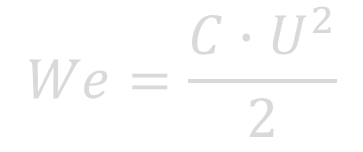 We = C · U² / 2